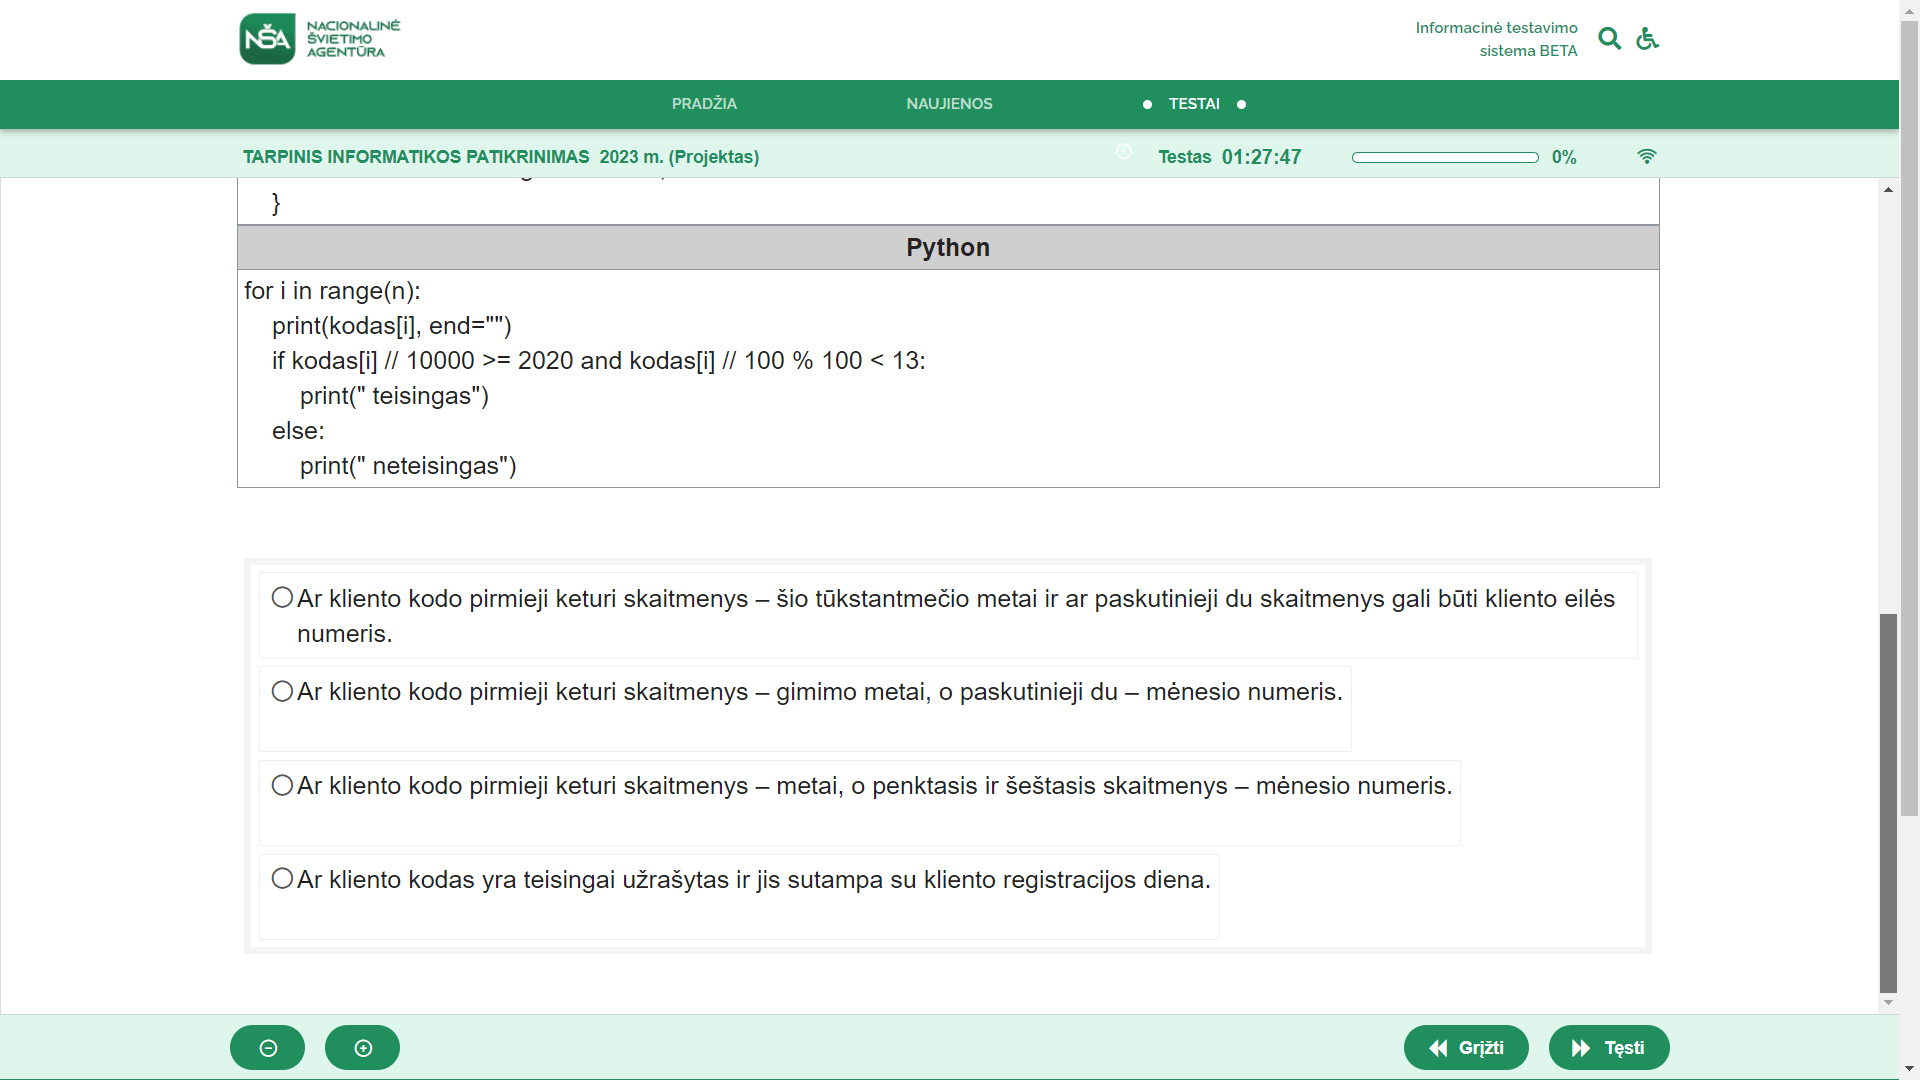 NŠA
NACIONALINĖ
ŠVIETIMO
AGENTŪRA
Informacinė testavimo
sistema BETA
PRADŽIA
NAUJIENOS
TESTAI
TARPINIS INFORMATIKOS PATIKRINIMAS 2023 m. (Projektas)
Testas 01:27:47
0%
}
Python
for i in range(n):
print(kodas[i], end="")
if kodas[i] // 10000 >= 2020 and kodas[i] // 100 % 100 < 13:
print(" teisingas")
else:
print(" neteisingas")
Ar kliento kodo pirmieji keturi skaitmenys – šio tūkstantmečio metai ir ar paskutinieji du skaitmenys gali būti kliento eilės
numeris.
Ar kliento kodo pirmieji keturi skaitmenys – gimimo metai, o paskutinieji du – mėnesio numeris.
Ar kliento kodo pirmieji keturi skaitmenys – metai, o penktasis ir šeštasis skaitmenys – mėnesio numeris.
Ar kliento kodas yra teisingai užrašytas ir jis sutampa su kliento registracijos diena.
Grįžti
Tęsti